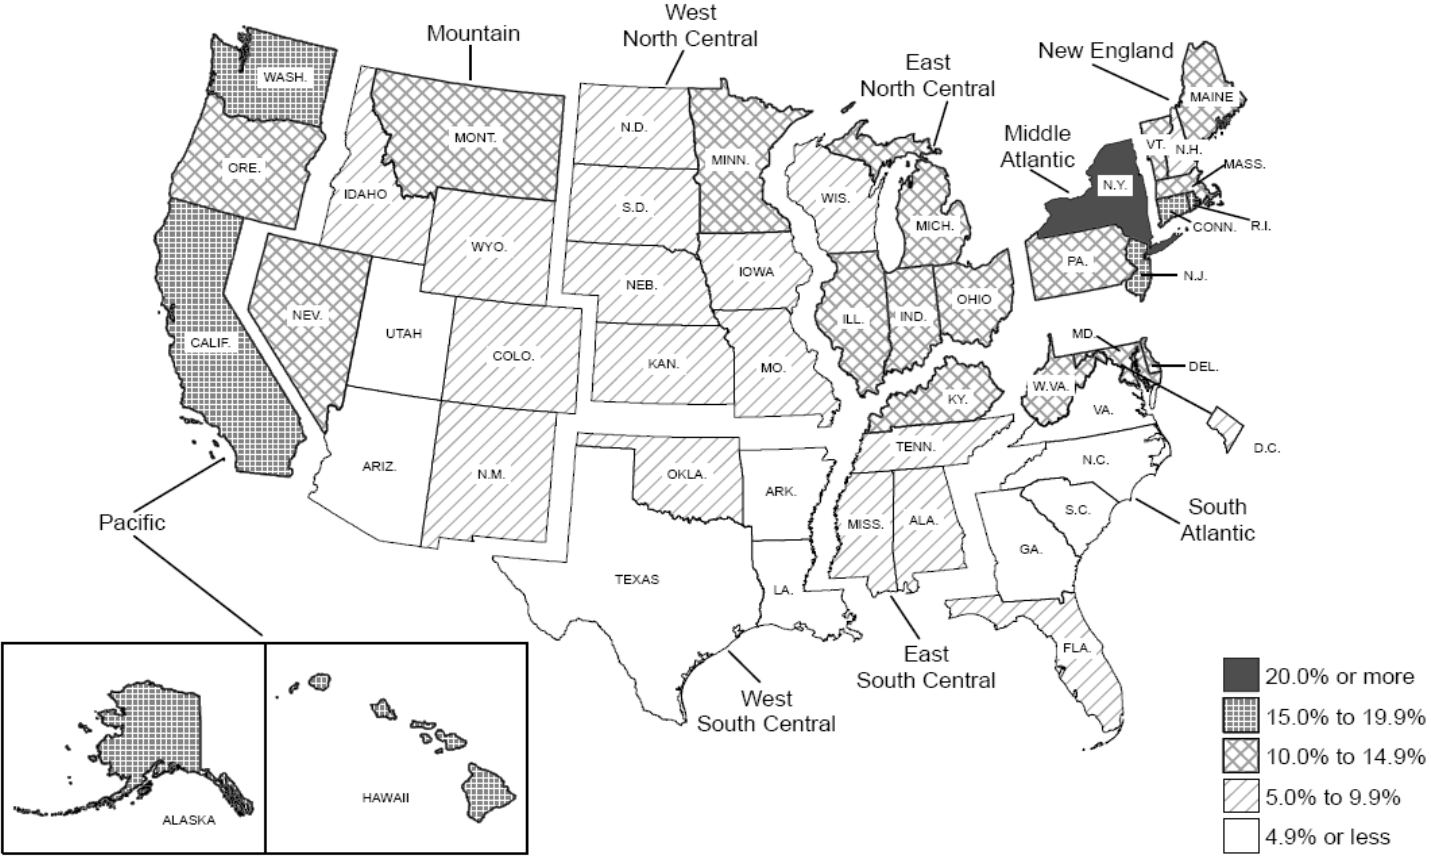 West
North Central
Mountain
New England
East
North Central
Middle
Atlantic
WASH.
MAINE
N.D.
MONT.
MINN.
VT.
N.H.
MASS.
ORE.
IDAHO
N.Y.
WIS.
S.D.
MICH.
CONN.
R.I.
WYO.
PA.
IOWA
NEB.
N.J.
OHIO
NEV.
ILL.
IND.
UTAH
CALIF.
MD.
COLO.
KAN.
MO.
DEL.
W.VA.
KY.
VA.
TENN.
D.C.
ARIZ.
N.M.
OKLA.
N.C.
ARK.
South
Atlantic
S.C.
Pacific
MISS.
ALA.
GA.
TEXAS
LA.
FLA.
East
South Central
West
South Central
20.0% or more
15.0% to 19.9%
10.0% to 14.9%
5.0% to 9.9%
4.9% or less
HAWAII
ALASKA